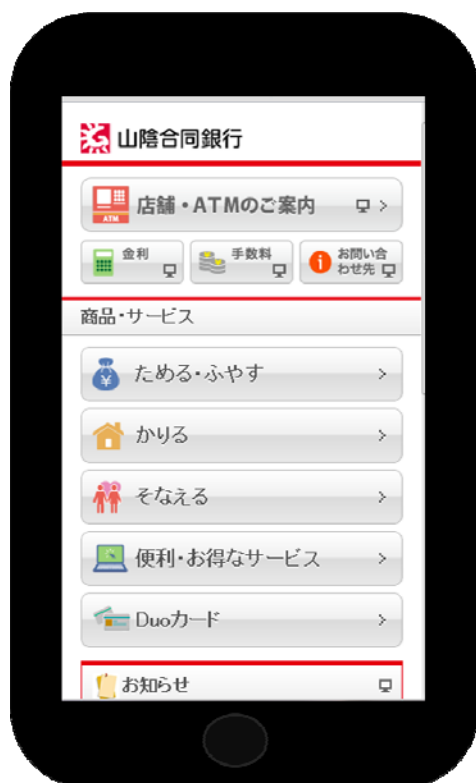 山陰合同銀行
店舗・ATMのご案内
ATM
金利
手数料
お問い合
わせ先
商品・サービス
ためる・ふやす
かりる
そなえる
便利・お得なサービス
Duoカード
お知らせ